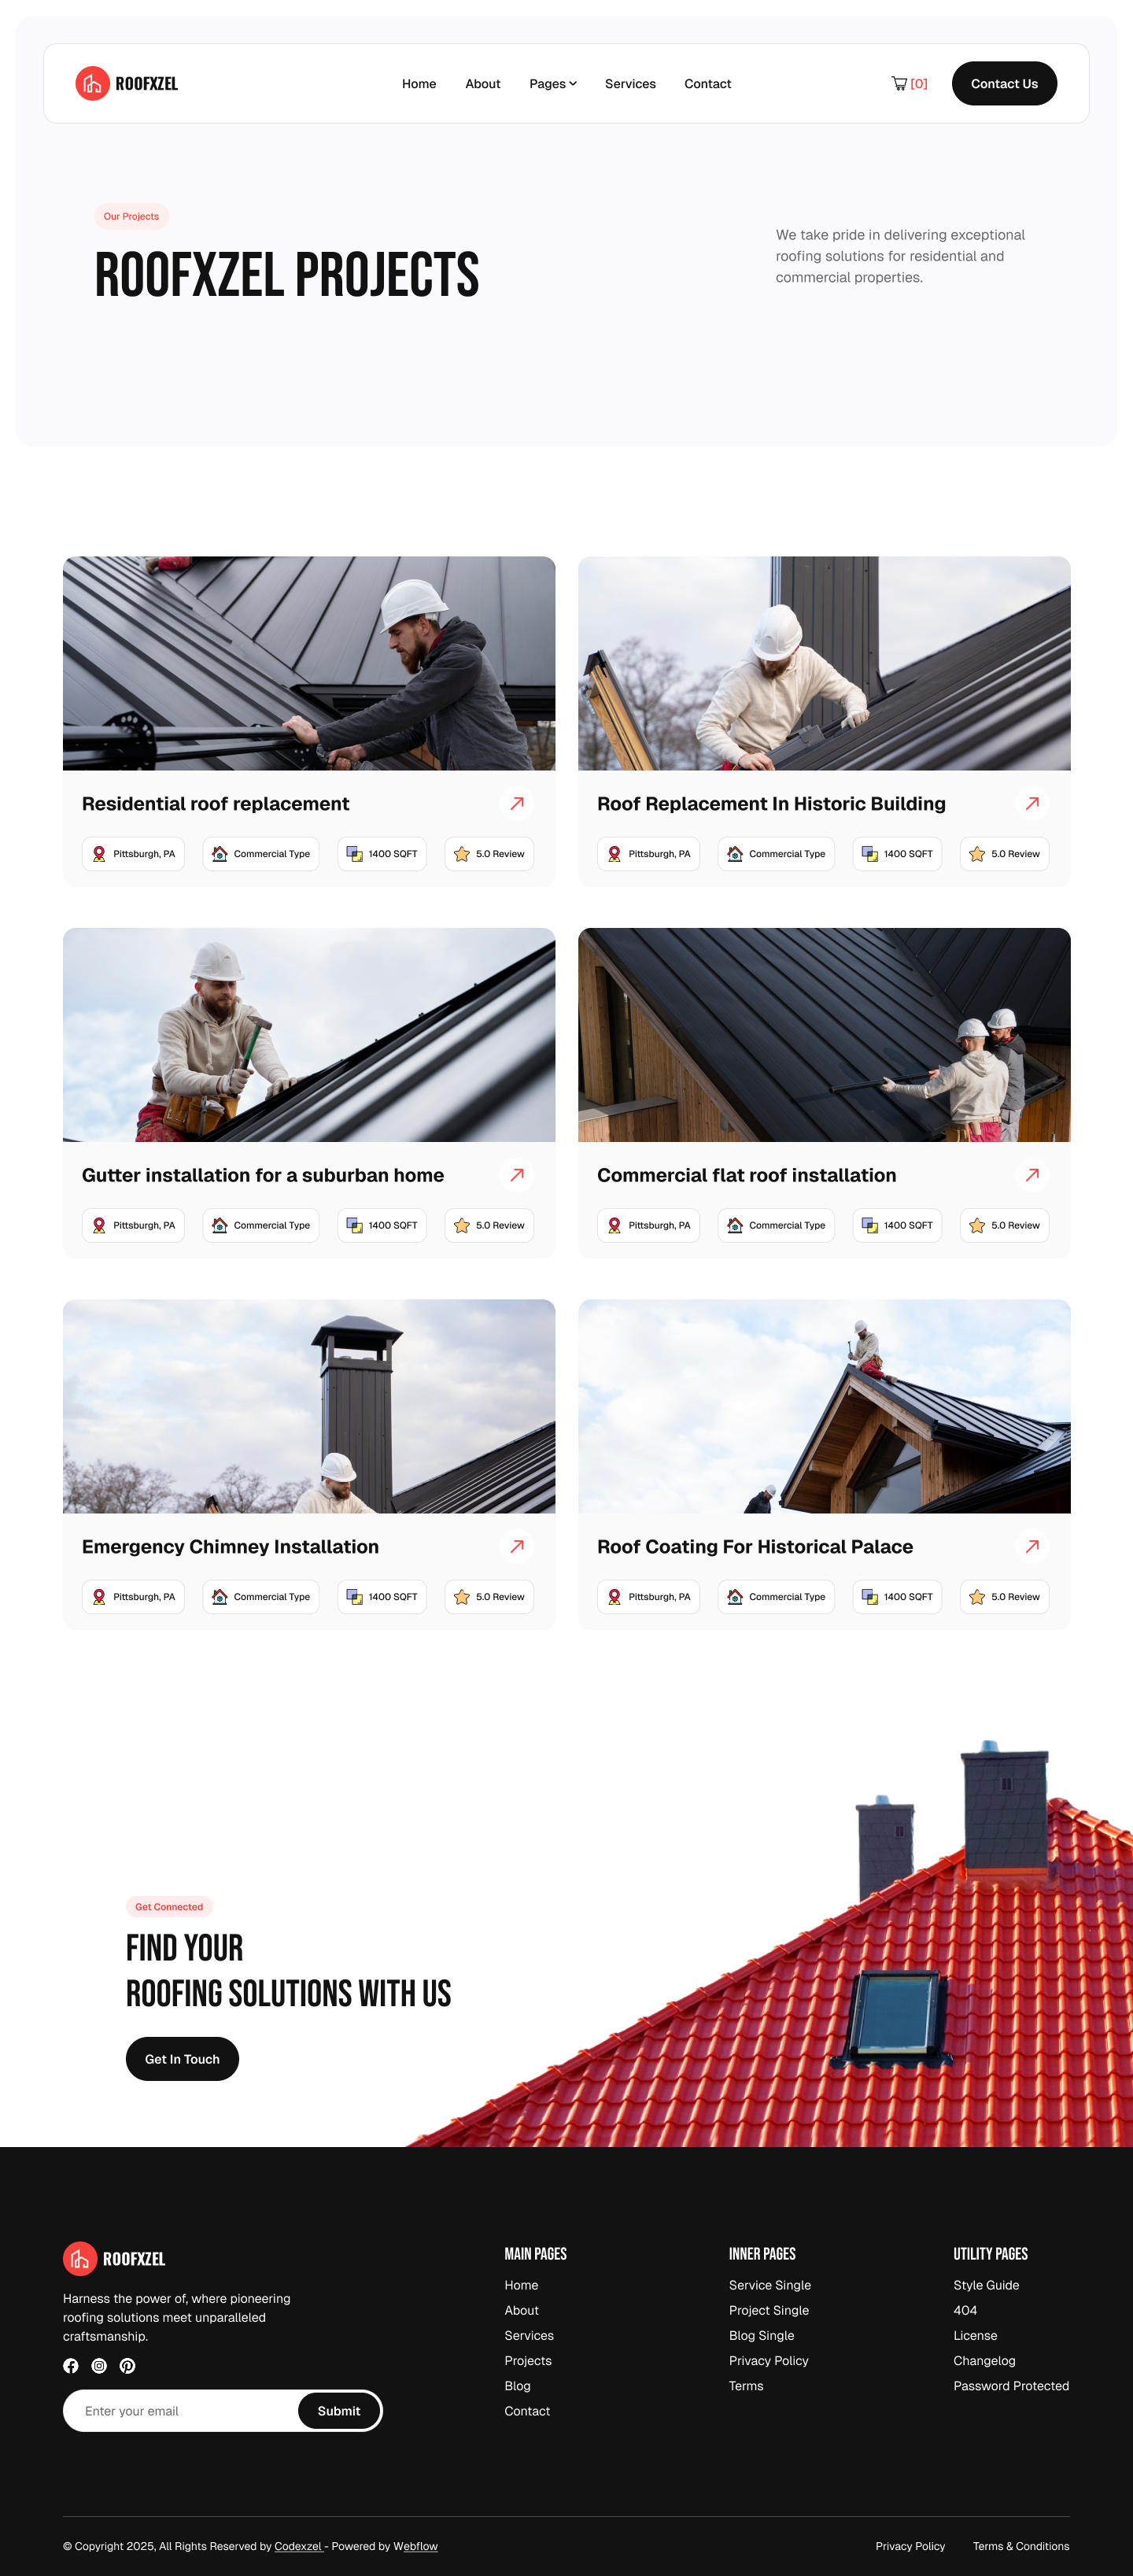 ROOFXZEL
Home
About
Pages
Services
Contact
[0]
Contact Us
Our Projects
ROOFXZEL PROJECTS
We take pride in delivering exceptional
roofing solutions for residential and
commercial properties.
Residential roof replacement
Pittsburgh, PA
Commercial Type
1400 SQFT
5.0 Review
Roof Replacement In Historic Building
Pittsburgh, PA
Commercial Type
1400 SQFT
5.0 Review
Gutter installation for a suburban home
Pittsburgh, PA
Commercial Type
1400 SQFT
5.0 Review
Commercial flat roof installation
Pittsburgh, PA
Commercial Type
1400 SQFT
5.0 Review
Emergency Chimney Installation
Pittsburgh, PA
Commercial Type
1400 SQFT
5.0 Review
Roof Coating For Historical Palace
Pittsburgh, PA
Commercial Type
1400 SQFT
5.0 Review
Get Connected
FIND YOUR
ROOFING SOLUTIONS WITH US
Get In Touch
ROOFXZEL
Harness the power of, where pioneering
roofing solutions meet unparalleled
craftsmanship.
Enter your email
Submit
MAIN PAGES
Home
About
Services
Projects
Blog
Contact
INNER PAGES
Service Single
Project Single
Blog Single
Privacy Policy
Terms
UTILITY PAGES
Style Guide
404
License
Changelog
Password Protected
© Copyright 2025, All Rights Reserved by Codexzel - Powered by Webflow
Privacy Policy
Terms & Conditions